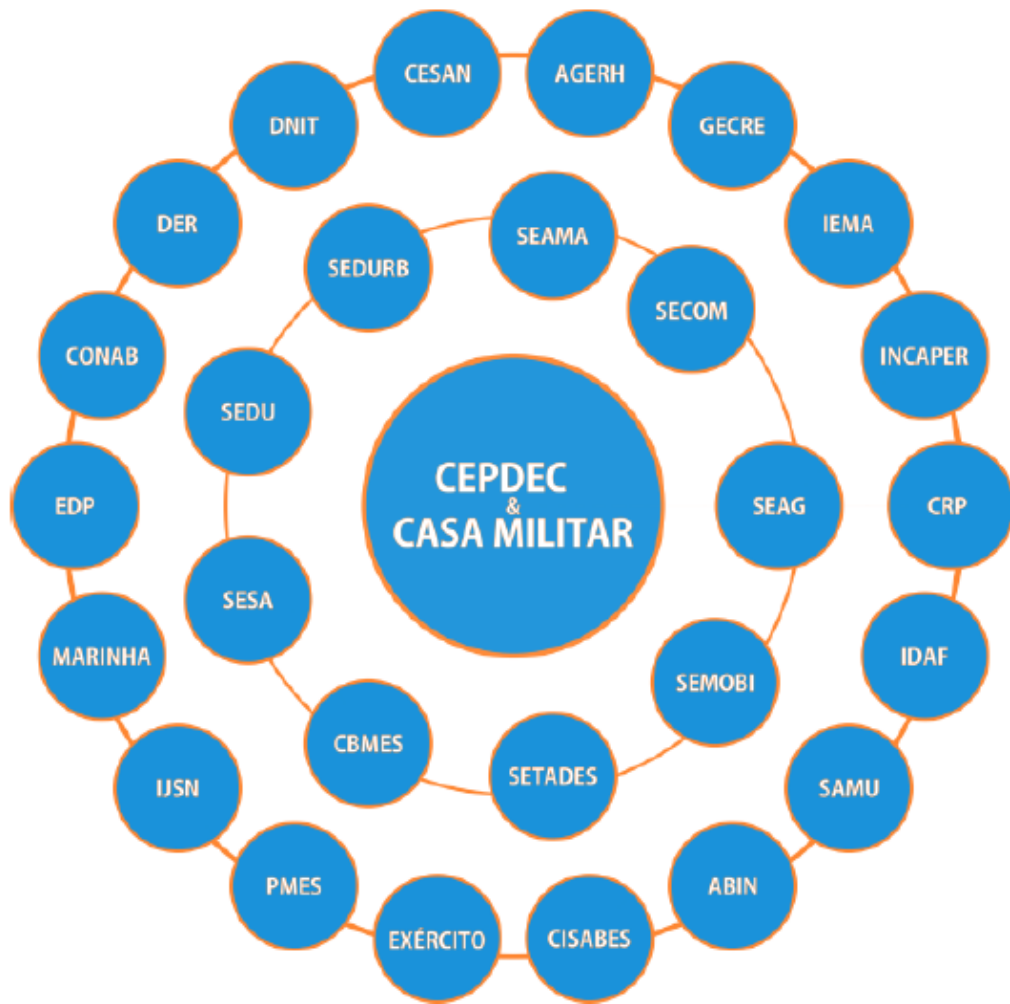 CESAN
AGERH
DNIT
GECRE
DER
IEMA
SEAMA
SEDURB
SECOM
CONAB
INCAPER
SEDU
CEPDEC
&
CASA MILITAR
EDP
SEAG
CRP
SESA
MARINHA
IDAF
SEMOBI
CBMES
SETADES
IJSN
SAMU
PMES
ABIN
EXÉRCITO
CISABES